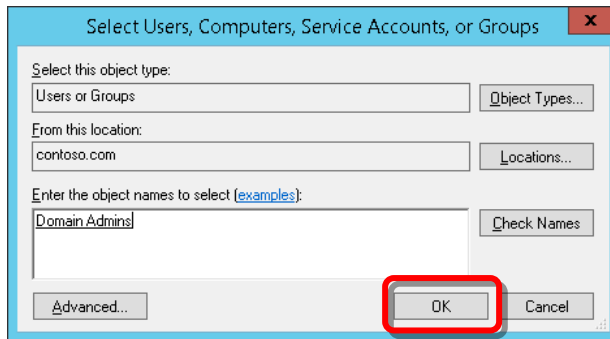 Select Users, Computers, Service Accounts, or Groups
x
Select this object type:
Users or Groups
Object Types...
From this location:
contoso.com
Locations...
Enter the object names to select (examples):
Domain Admins
Check Names
Advanced...
OK
Cancel